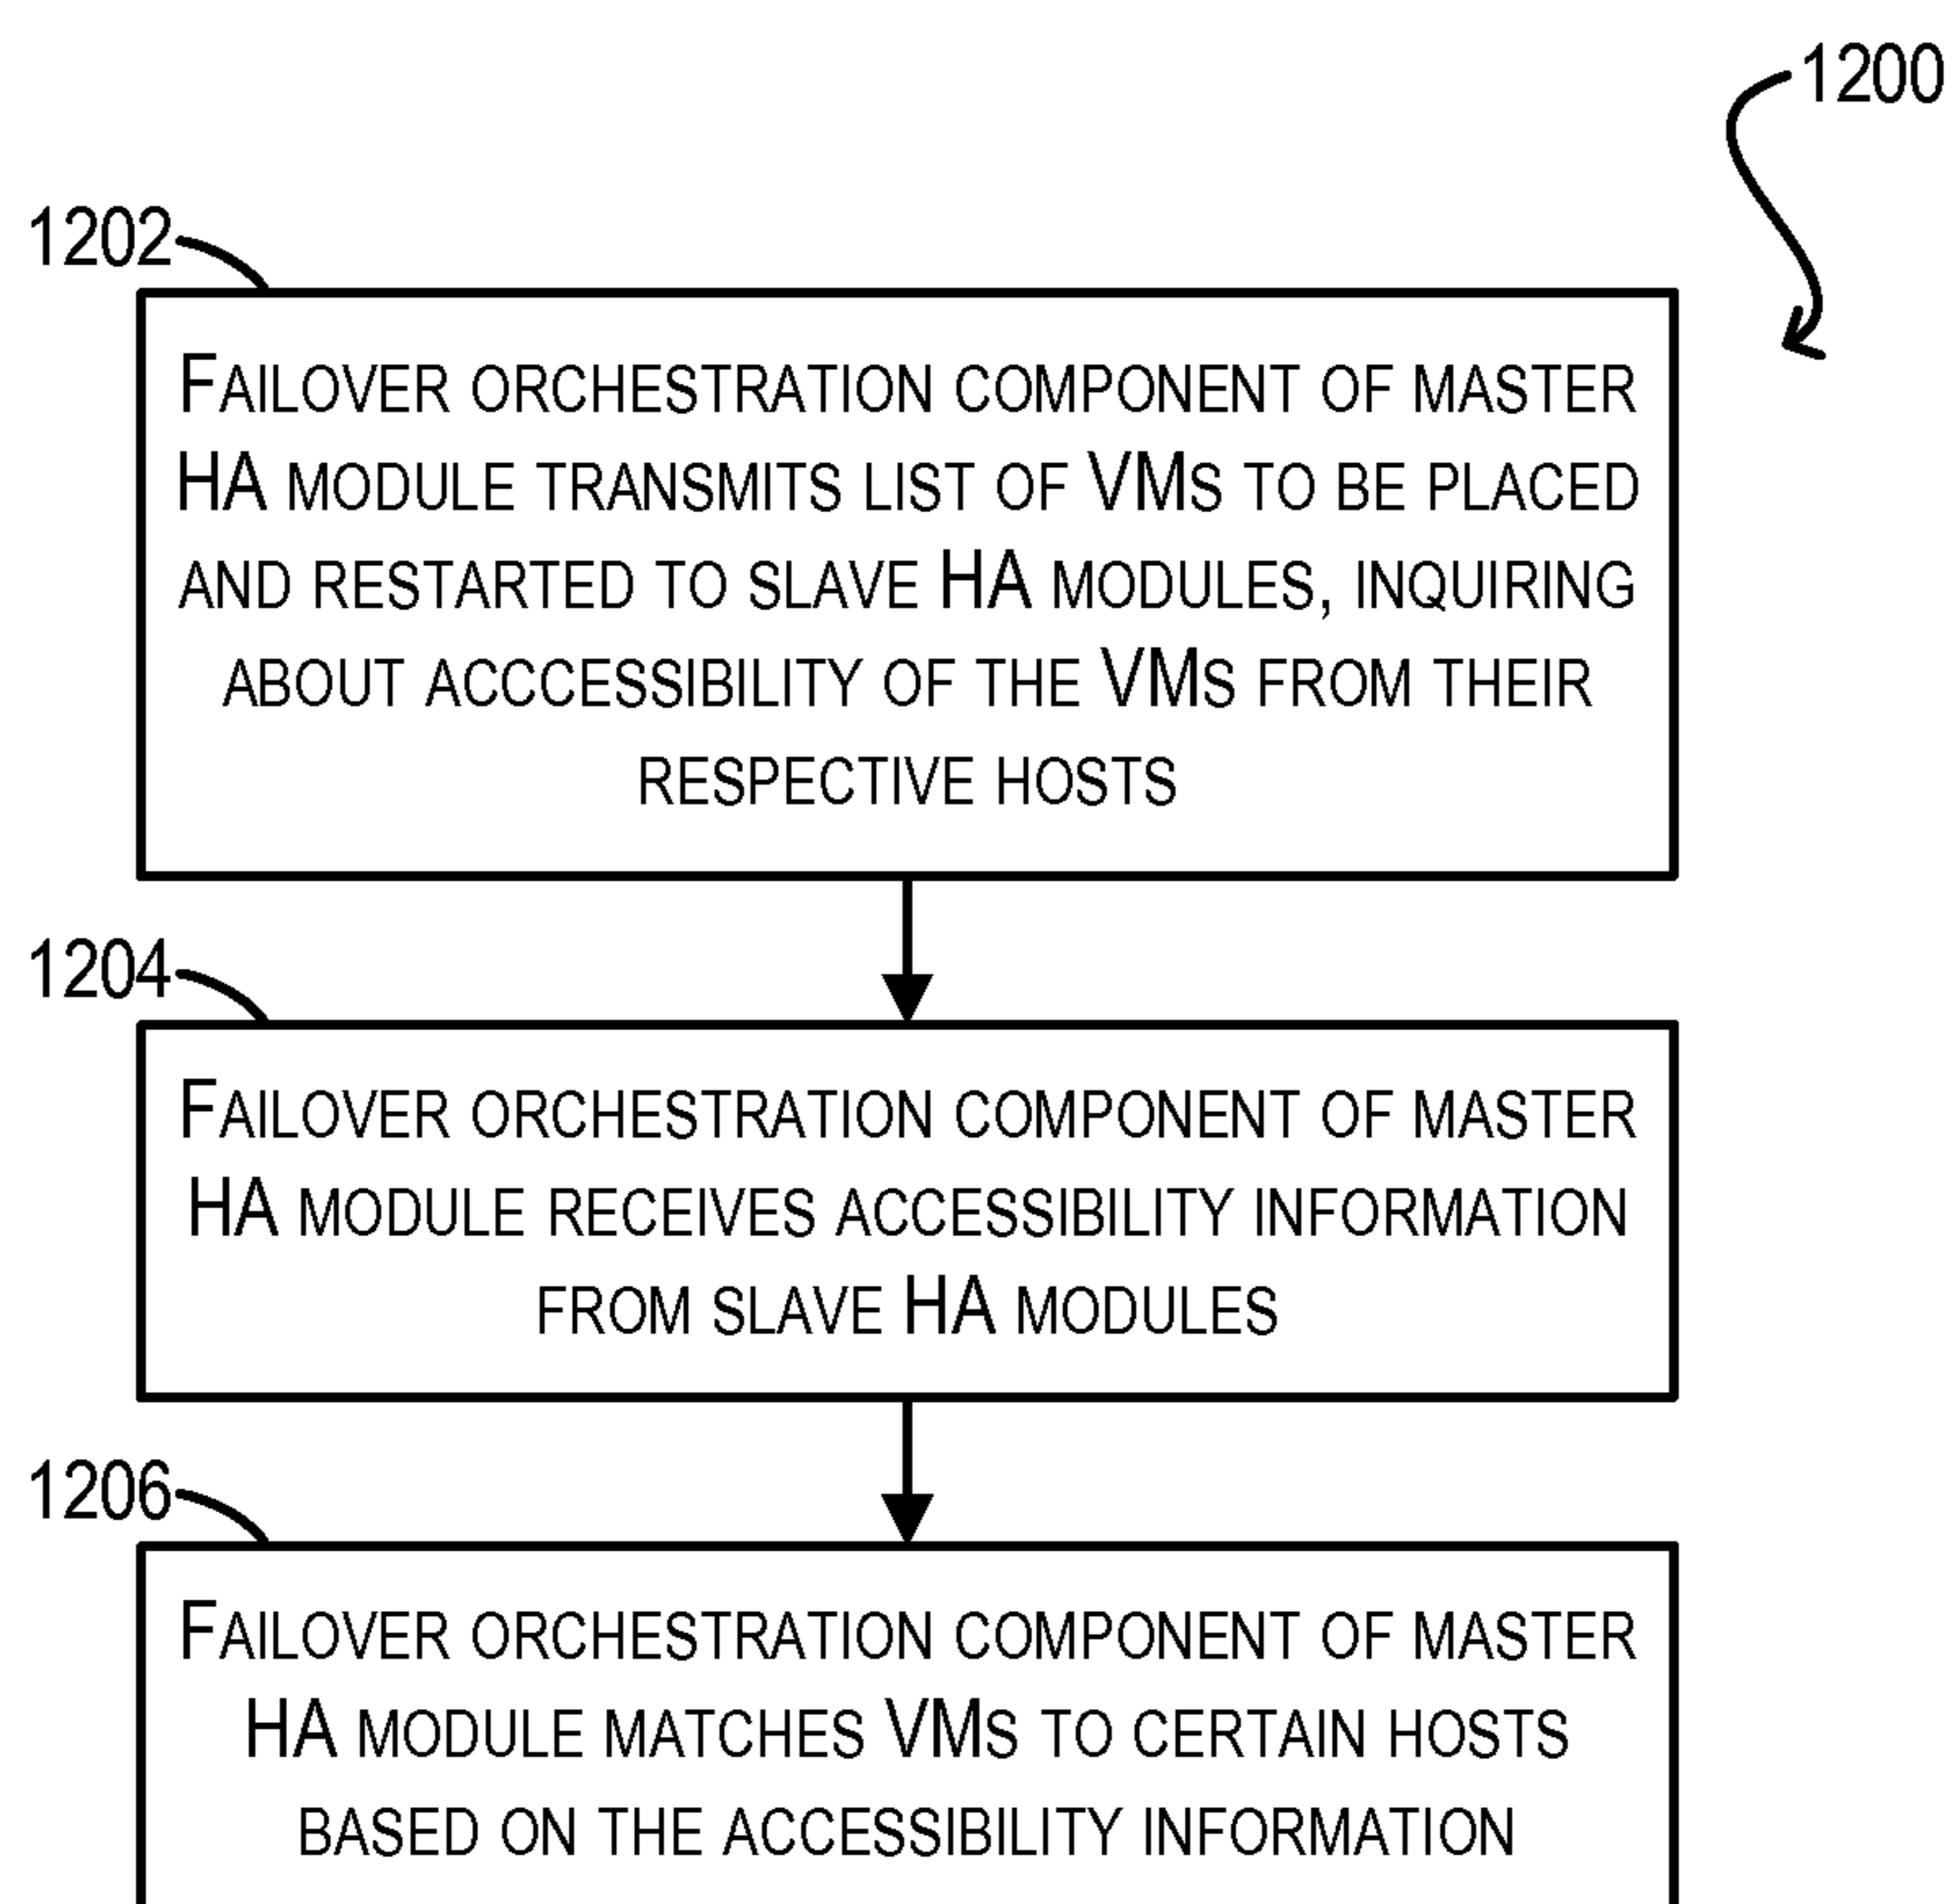 1200
1202
FAILOVER ORCHESTRATION COMPONENT OF MASTER
HA MODULE TRANSMITS LIST OF VMS TO BE PLACED
AND RESTARTED TO SLAVE HA MODULES, INQUIRING
ABOUT ACCCESSIBILITY OF THE VMS FROM THEIR
RESPECTIVE HOSTS
1204
FAILOVER ORCHESTRATION COMPONENT OF MASTER
HA MODULE RECEIVES ACCESSIBILITY INFORMATION
FROM SLAVE HA MODULES
1206
FAILOVER ORCHESTRATION COMPONENT OF MASTER
HA MODULE MATCHES VMS TO CERTAIN HOSTS
BASED ON THE ACCESSIBILITY INFORMATION